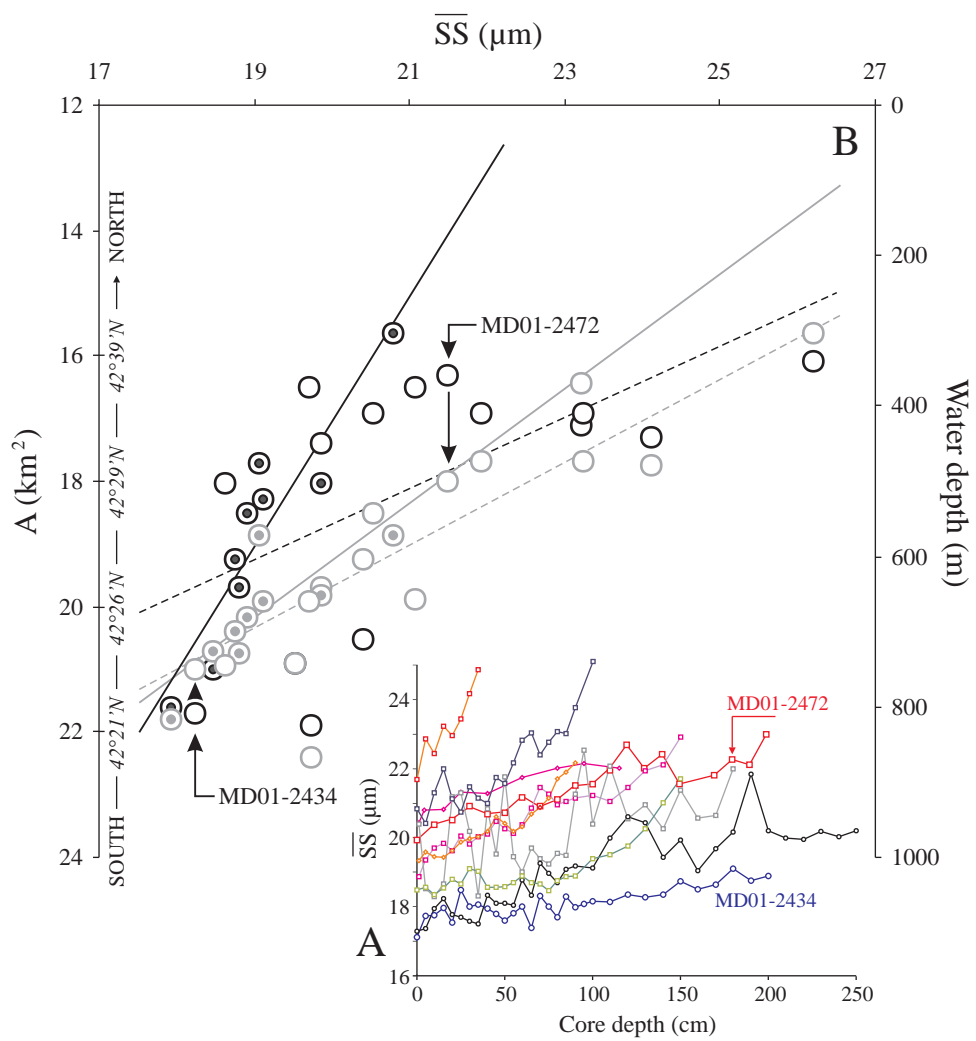 SS (µm)
17 19 21 23 25 27
12 14 16 18 20 22 24
A (km²)
SOUTH — 42°21'N — 42°26'N — 42°29'N — 42°39'N — NORTH
B
0 200 400 600 800 1000
Water depth (m)
MD01-2472
MD01-2434
24 22 20 18 16
SS (µm)
MD01-2472
MD01-2434
A
0 50 100 150 200 250
Core depth (cm)